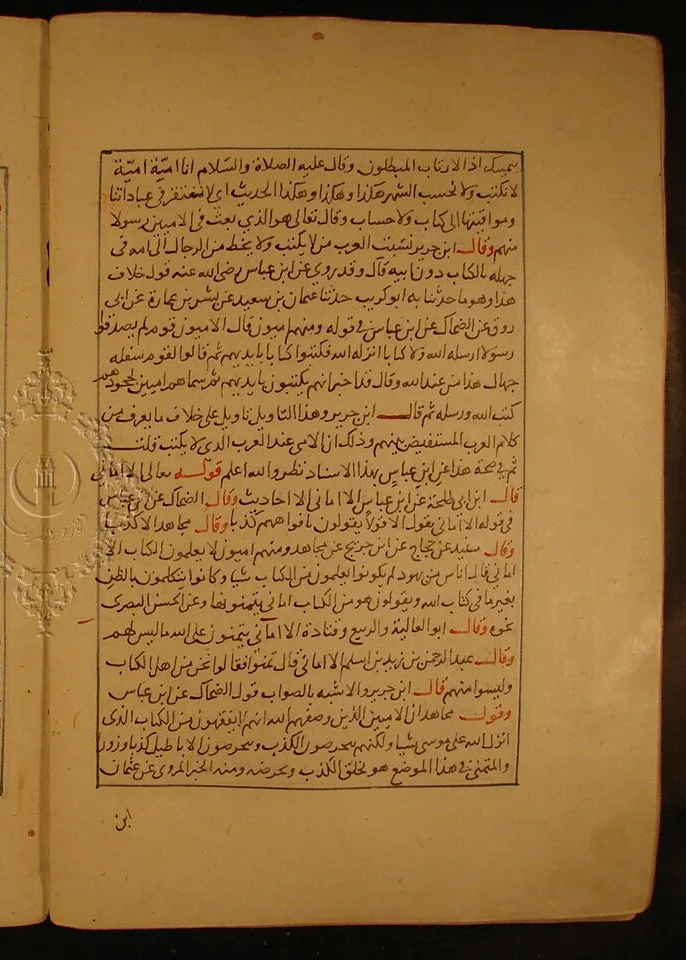 بيمينك اذا لارتاب المبطلون وقال عليه الصلاة والسلام انا امة امية
لا نكتب ولا نحسب الشهر هكذا وهكذا وهكذا الحديث اي لا نفتقر في عباداتنا
ومواقيتها الى كتاب ولا حساب وقال تعالى هو الذي بعث في الاميين رسولا
منهم وقال ابن جرير نسبت العرب من لا يكتب ولا يخط من الرجال الى امه في
جهله بالكتاب دون ابيه قال وقد روي عن ابن عباس رضى الله عنه قول خلاف
هذا وهو ما حدثنا به ابو كريب حدثنا عثمان بن سعيد عن بشر بن عمارة عن ابي
روق عن الضحاك عن ابن عباس في قوله ومنهم اميون قال الاميون قوم لم يصدقوا
رسولا ارسله الله ولا كتابا انزله الله فكتبوا كتابا بايديهم ثم قالوا لقوم سفله
جهال هذا من عند الله وقال قد اخبر انهم يكتبون بايديهم ثم سماهم اميين لجحودهم
كتب الله ورسله ثم قال ابن جرير وهذا التاويل تاويل على خلاف ما يعرف من
كلام العرب المستفيض بينهم وذلك ان الامي عند العرب الذي لا يكتب قلت
ثم في صحة هذا عن ابن عباس بهذا الاسناد نظر والله اعلم قوله تعالى الا اماني
قال ابن ابي طلحة عن ابن عباس الا اماني الا احاديث وقال الضحاك عن ابن عباس
في قوله الا اماني يقول الا قولا يقولون بافواههم كذبا وقال مجاهد الا كذبا
وقال سنيد عن حجاج عن ابن جريج عن مجاهد ومنهم اميون لا يعلمون الكتاب الا
اماني قال اناس من يهود لم يكونوا يعلمون من الكتاب شيا وكانوا يتكلمون بالظن
بغير ما في كتاب الله ويقولون هو من الكتاب اماني يتمنونها وعن الحسن البصرى
نحوه وقال ابو العالية والربيع وقتادة الا اماني يتمنون على الله ما ليس لهم
وقال عبد الرحمن بن زيد بن اسلم الا اماني قال تمنوا فقالوا نحن من اهل الكتاب
وليسوا منهم قال ابن جرير والاشبه بالصواب قول الضحاك عن ابن عباس
وقول مجاهد ان الاميين الذين وصفهم الله انهم لا يفقهون من الكتاب الذى
انزل الله على موسى شيا ولكنهم يتخرصون الكذب ويتخرصون الاباطيل كذبا وزورا
والتمني في هذا الموضع هو تخلق الكذب وتخرصه ومنه الخبر المروى عن عثمان
ابن